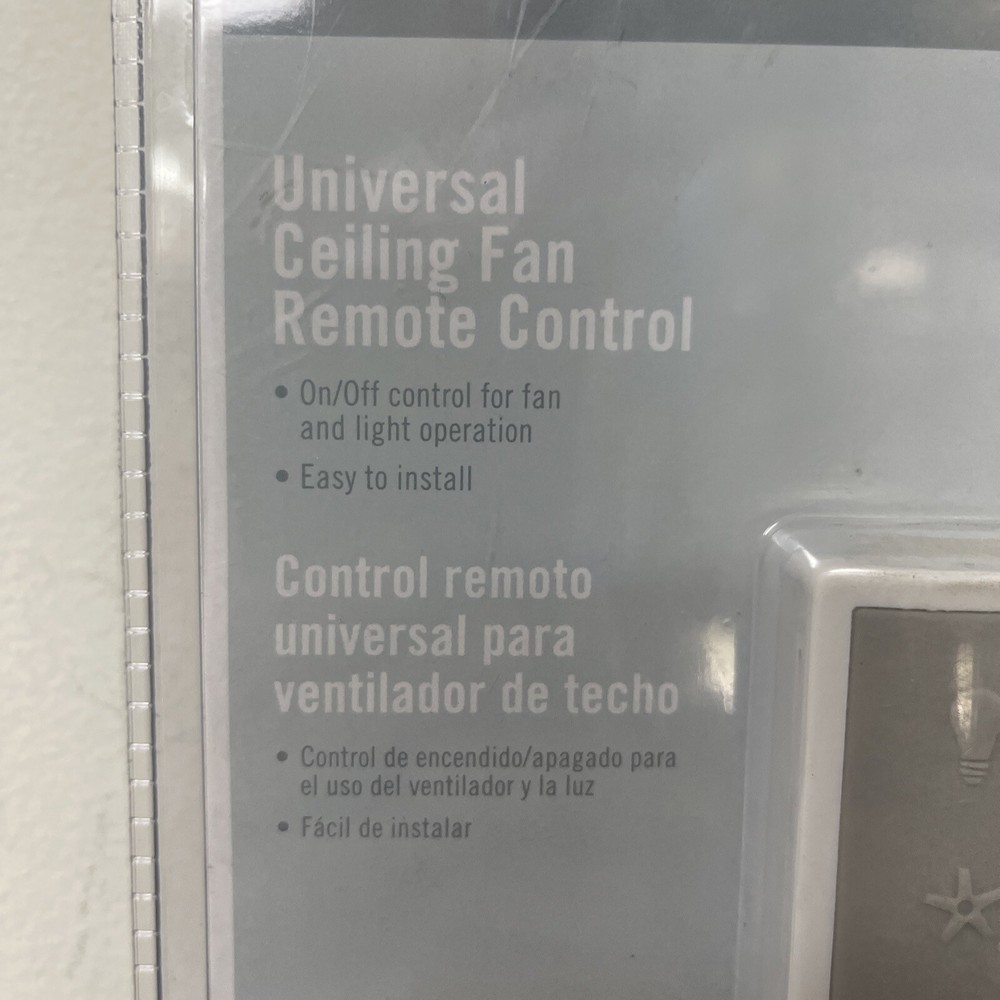 Universal
Ceiling Fan
Remote Control
• On/Off control for fan
and light operation
• Easy to install
Control remoto
universal para
ventilador de techo
• Control de encendido/apagado para
el uso del ventilador y la luz
• Fácil de instalar